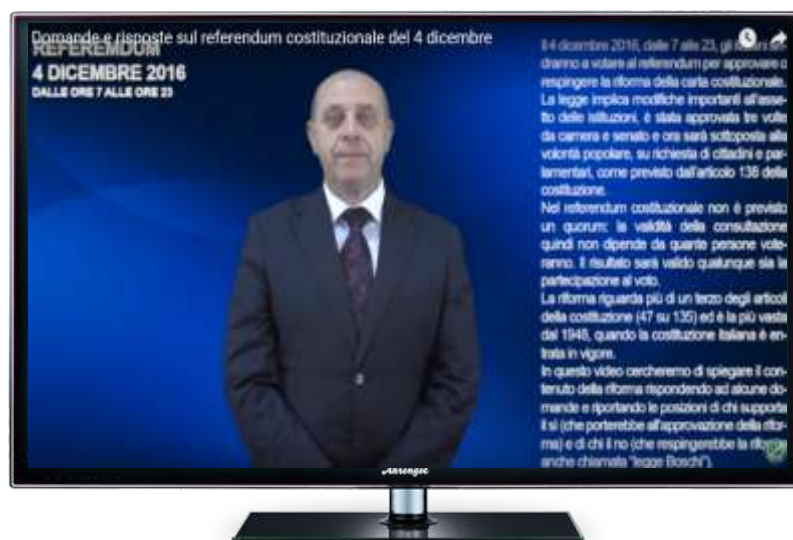 Domande e risposte sul referendum costituzionale del 4 dicembre
REFEREMDUM
4 DICEMBRE 2016
DALLE ORE 7 ALLE ORE 23
Il 4 dicembre 2016, dalle 7 alle 23, gli
dranno a votare al referendum per approvare o
respingere la riforma della carta costituzionale.
La legge implica modifiche importanti all'asse-
tto delle istituzioni, è stata approvata tre volte
da camera e senato e ora sarà sottoposta alla
volontà popolare, su richiesta di cittadini e par-
lamentari, come previsto dall'articolo 138 della
costituzione.
Nel referendum costituzionale non è previsto
un quorum: la validità della consultazione
quindi non dipende da quante persone vote-
ranno. Il risultato sarà valido qualunque sia la
partecipazione al voto.
La riforma riguarda più di un terzo degli articoli
della costituzione (47 su 135) ed è la più vasta
dal 1948, quando la costituzione italiana è en-
trata in vigore.
In questo video cercheremo di spiegare il con-
tenuto della riforma rispondendo ad alcune do-
mande e riportando le posizioni di chi supporta
il sì (che porterebbe all'approvazione della rifor-
ma) e di chi il no (che respingerebbe la riforma
anche chiamata "legge Boschi").